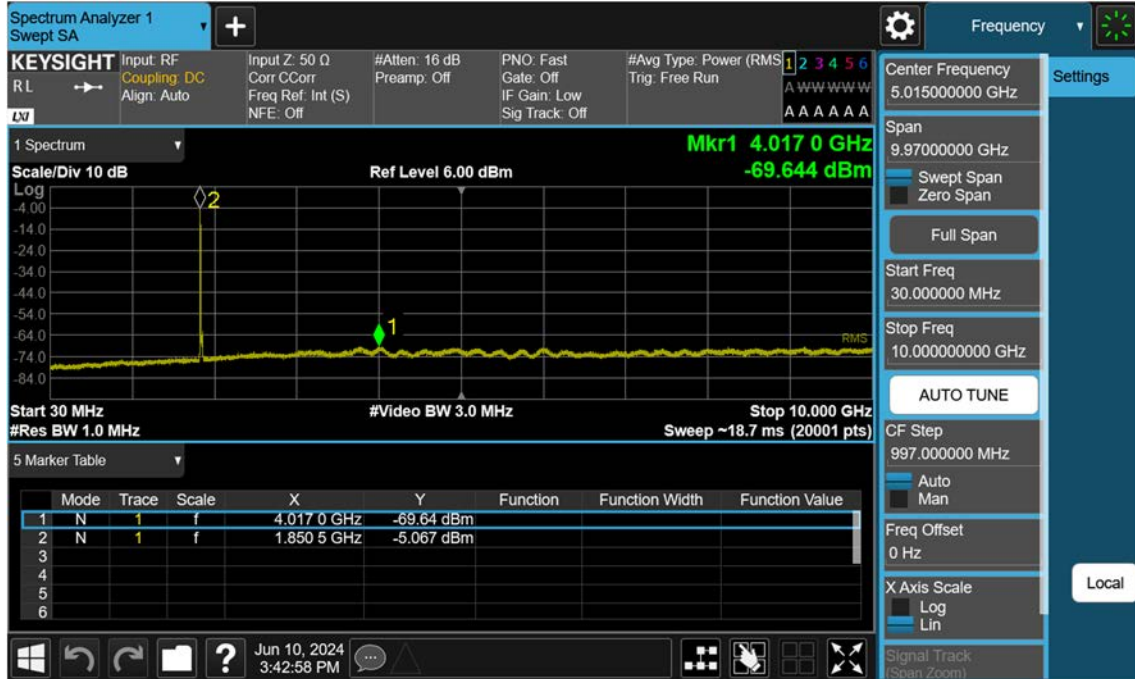 Spectrum Analyzer 1
Swept SA
+
Frequency
KEYSIGHT
RL
LXI
Input: RF
Coupling: DC
Align: Auto
Input Z: 50 Ω
Corr CCorr
Freq Ref: Int (S)
NFE: Off
#Atten: 16 dB
Preamp: Off
PNO: Fast
Gate: Off
IF Gain: Low
Sig Track: Off
#Avg Type: Power (RMS
Trig: Free Run
1 2 3 4 5 6
A W W W W W
A A A A A A
1 Spectrum
Scale/Div 10 dB
Ref Level 6.00 dBm
Mkr1 4.017 0 GHz
-69.644 dBm
Log
-4.00
-14.0
-24.0
-34.0
-44.0
-54.0
-64.0
-74.0
-84.0
2
1
RMS
Start 30 MHz
#Video BW 3.0 MHz
Stop 10.000 GHz
#Res BW 1.0 MHz
Sweep ~18.7 ms (20001 pts)
5 Marker Table
Mode Trace Scale X Y Function Function Width Function Value
1 N 1 f 4.017 0 GHz -69.64 dBm
2 N 1 f 1.850 5 GHz -5.067 dBm
3
4
5
6
?
Jun 10, 2024
3:42:58 PM
Center Frequency
5.015000000 GHz
Span
9.97000000 GHz
Swept Span
Zero Span
Full Span
Start Freq
30.000000 MHz
Stop Freq
10.000000000 GHz
AUTO TUNE
CF Step
997.000000 MHz
Auto
Man
Freq Offset
0 Hz
X Axis Scale
Log
Lin
Signal Track
(Span Zoom)
Settings
Local